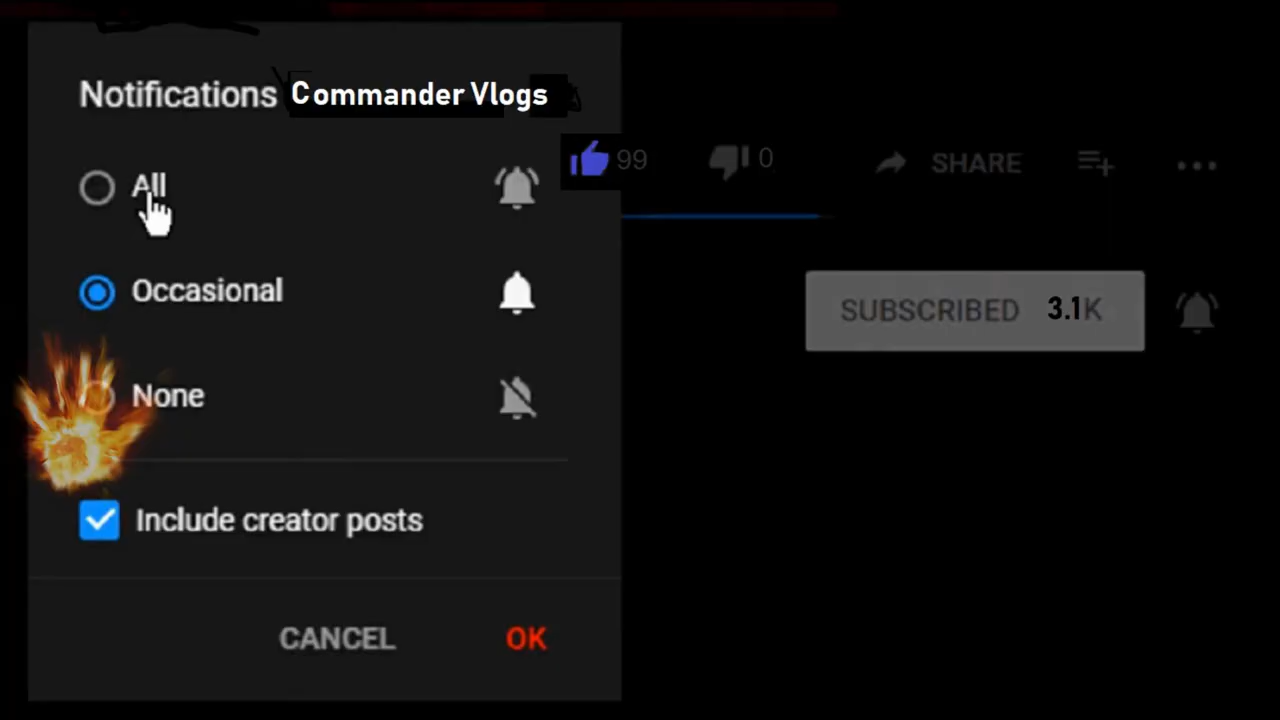 Notifications Commander Vlogs
All
Occasional
None
Include creator posts
CANCEL OK
99 0 SHARE
SUBSCRIBED 3.1K